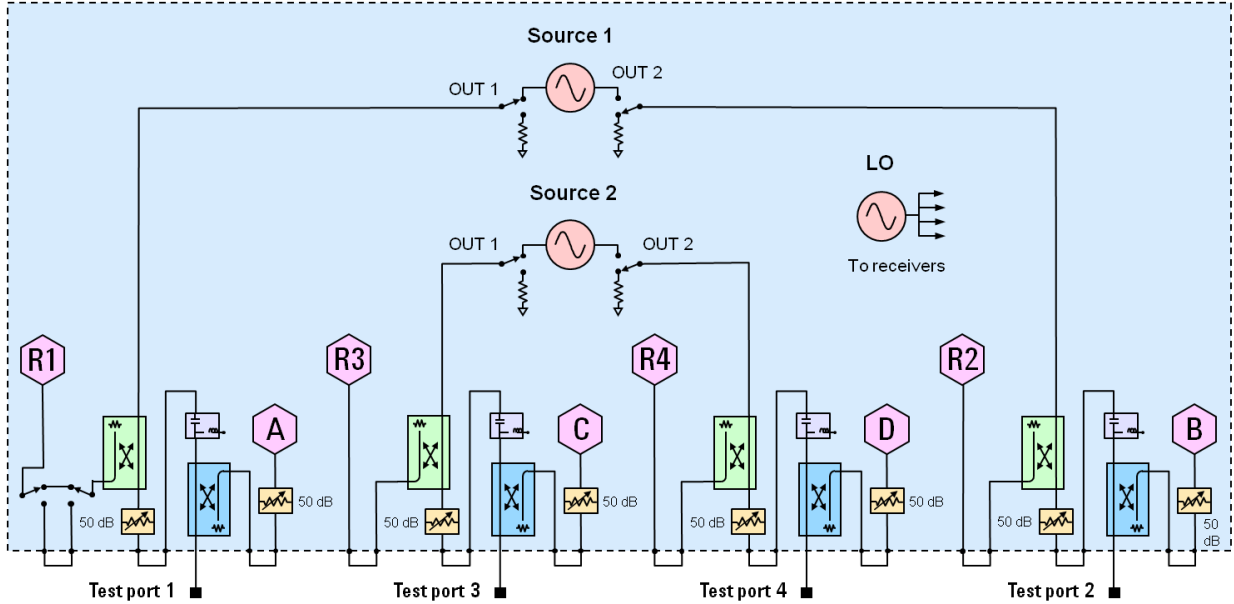 Source 1
OUT 1
OUT 2
LO
Source 2
OUT 1
OUT 2
To receivers
R1
R3
R4
R2
A
C
D
B
50 dB
50 dB
50 dB
50 dB
50 dB
50 dB
50 dB
50
dB
Test port 1
Test port 3
Test port 4
Test port 2